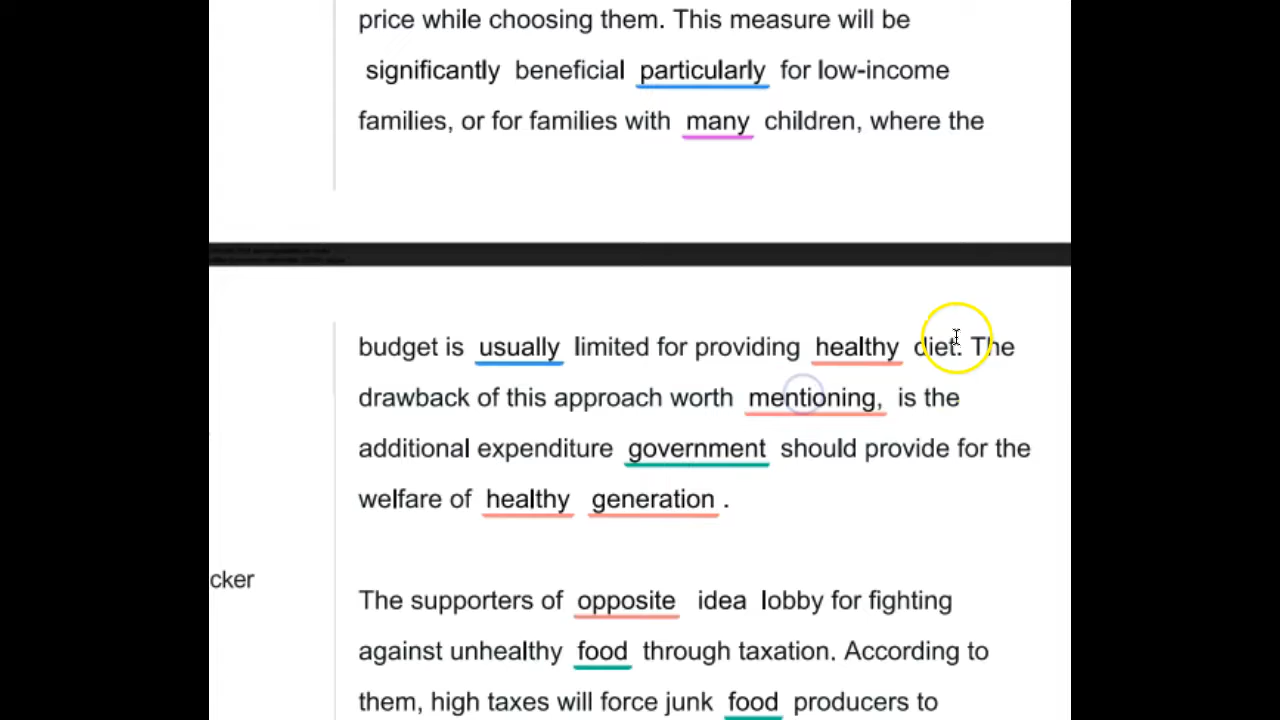 price while choosing them. This measure will be
significantly beneficial particularly for low-income
families, or for families with many children, where the
budget is usually limited for providing healthy diet. The
drawback of this approach worth mentioning, is the
additional expenditure government should provide for the
welfare of healthy generation .
cker
The supporters of opposite idea lobby for fighting
against unhealthy food through taxation. According to
them, high taxes will force junk food producers to